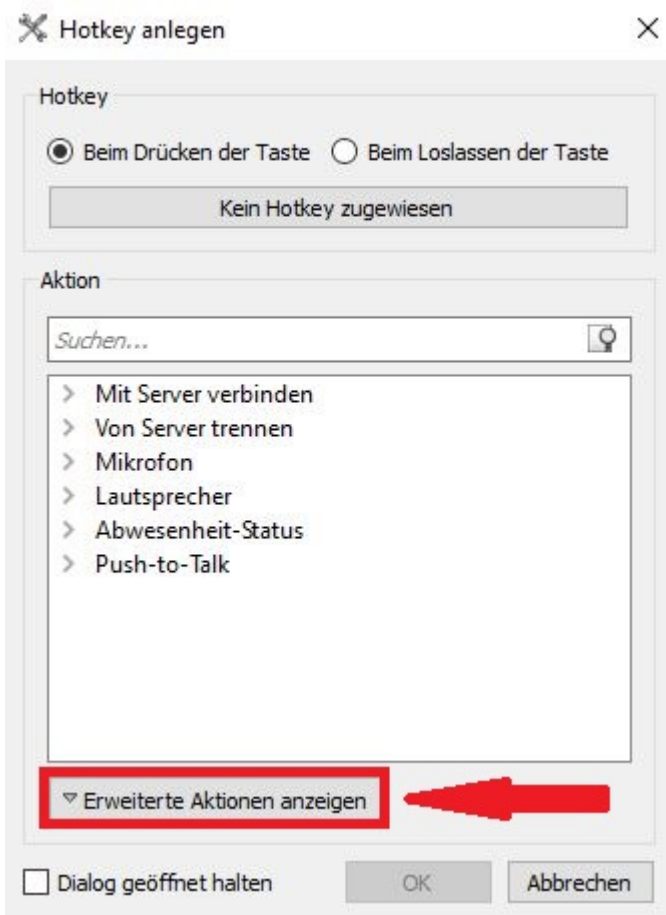 Hotkey anlegen
Hotkey
Beim Drücken der Taste Beim Loslassen der Taste
Kein Hotkey zugewiesen
Aktion
Suchen...
Mit Server verbinden
Von Server trennen
Mikrofon
Lautsprecher
Abwesenheit-Status
Push-to-Talk
Erweiterte Aktionen anzeigen
Dialog geöffnet halten OK Abbrechen